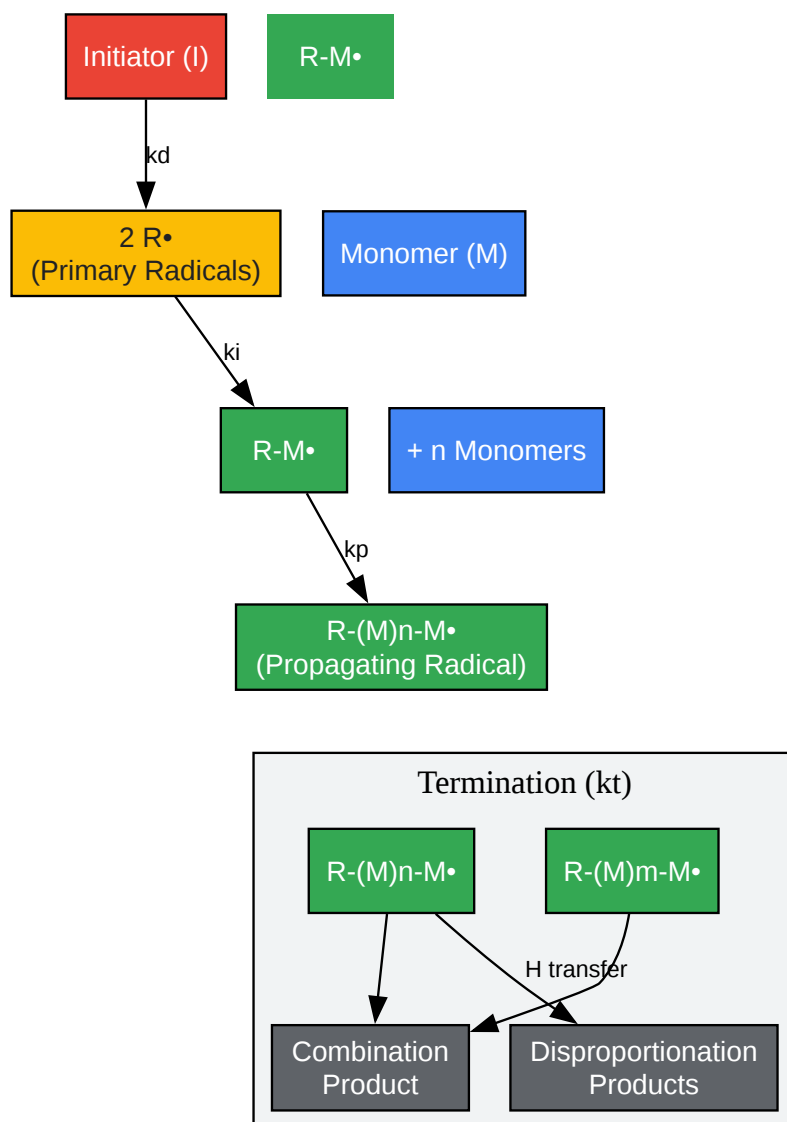 Initiator (I)
R-M•
kd
2 R•
(Primary Radicals)
Monomer (M)
ki
R-M•
+ n Monomers
kp
R-(M)n-M•
(Propagating Radical)
Termination (kt)
R-(M)n-M•
R-(M)m-M•
H transfer
Combination
Product
Disproportionation
Products